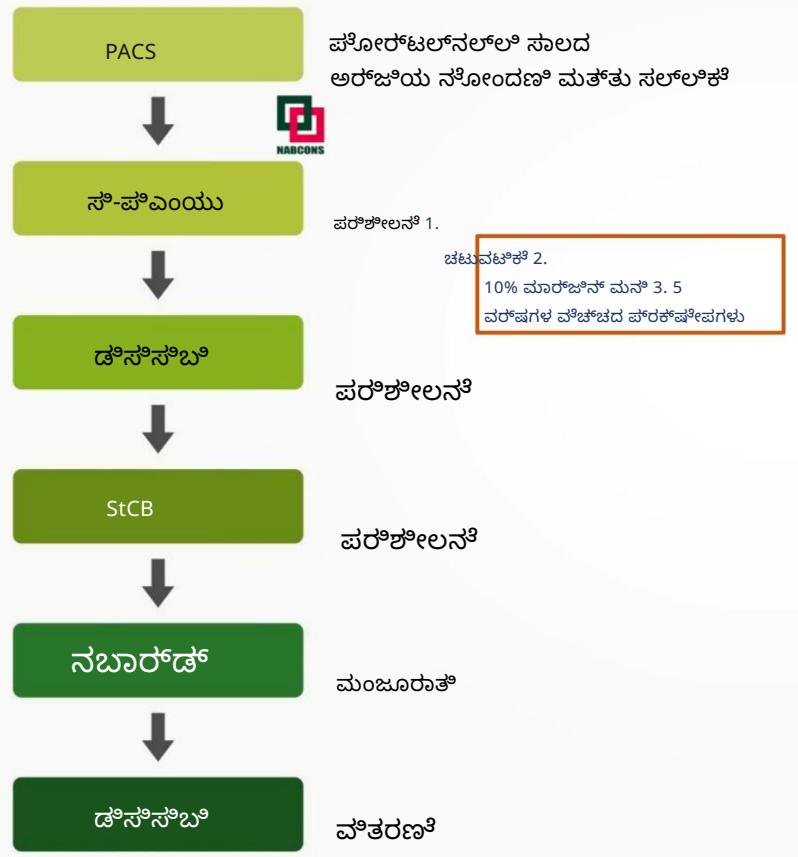 PACS
ಪೋರ್ಟಲ್‌ನಲ್ಲಿ ಸಾಲದ
ಅರ್ಜಿಯ ನೋಂದಣಿ ಮತ್ತು ಸಲ್ಲಿಕೆ
NABCONS
ಸಿ-ಪಿಎಂಯು
ಪರಿಶೀಲನೆ 1.
ಚಟುವಟಿಕೆ 2.
10% ಮಾರ್ಜಿನ್ ಮನಿ 3. 5
ವರ್ಷಗಳ ವೆಚ್ಚದ ಪ್ರಕ್ಷೇಪಗಳು
ಡಿಸಿಸಿಬಿ
ಪರಿಶೀಲನೆ
StCB
ಪರಿಶೀಲನೆ
ನಬಾರ್ಡ್
ಮಂಜೂರಾತಿ
ಡಿಸಿಸಿಬಿ
ವಿತರಣೆ